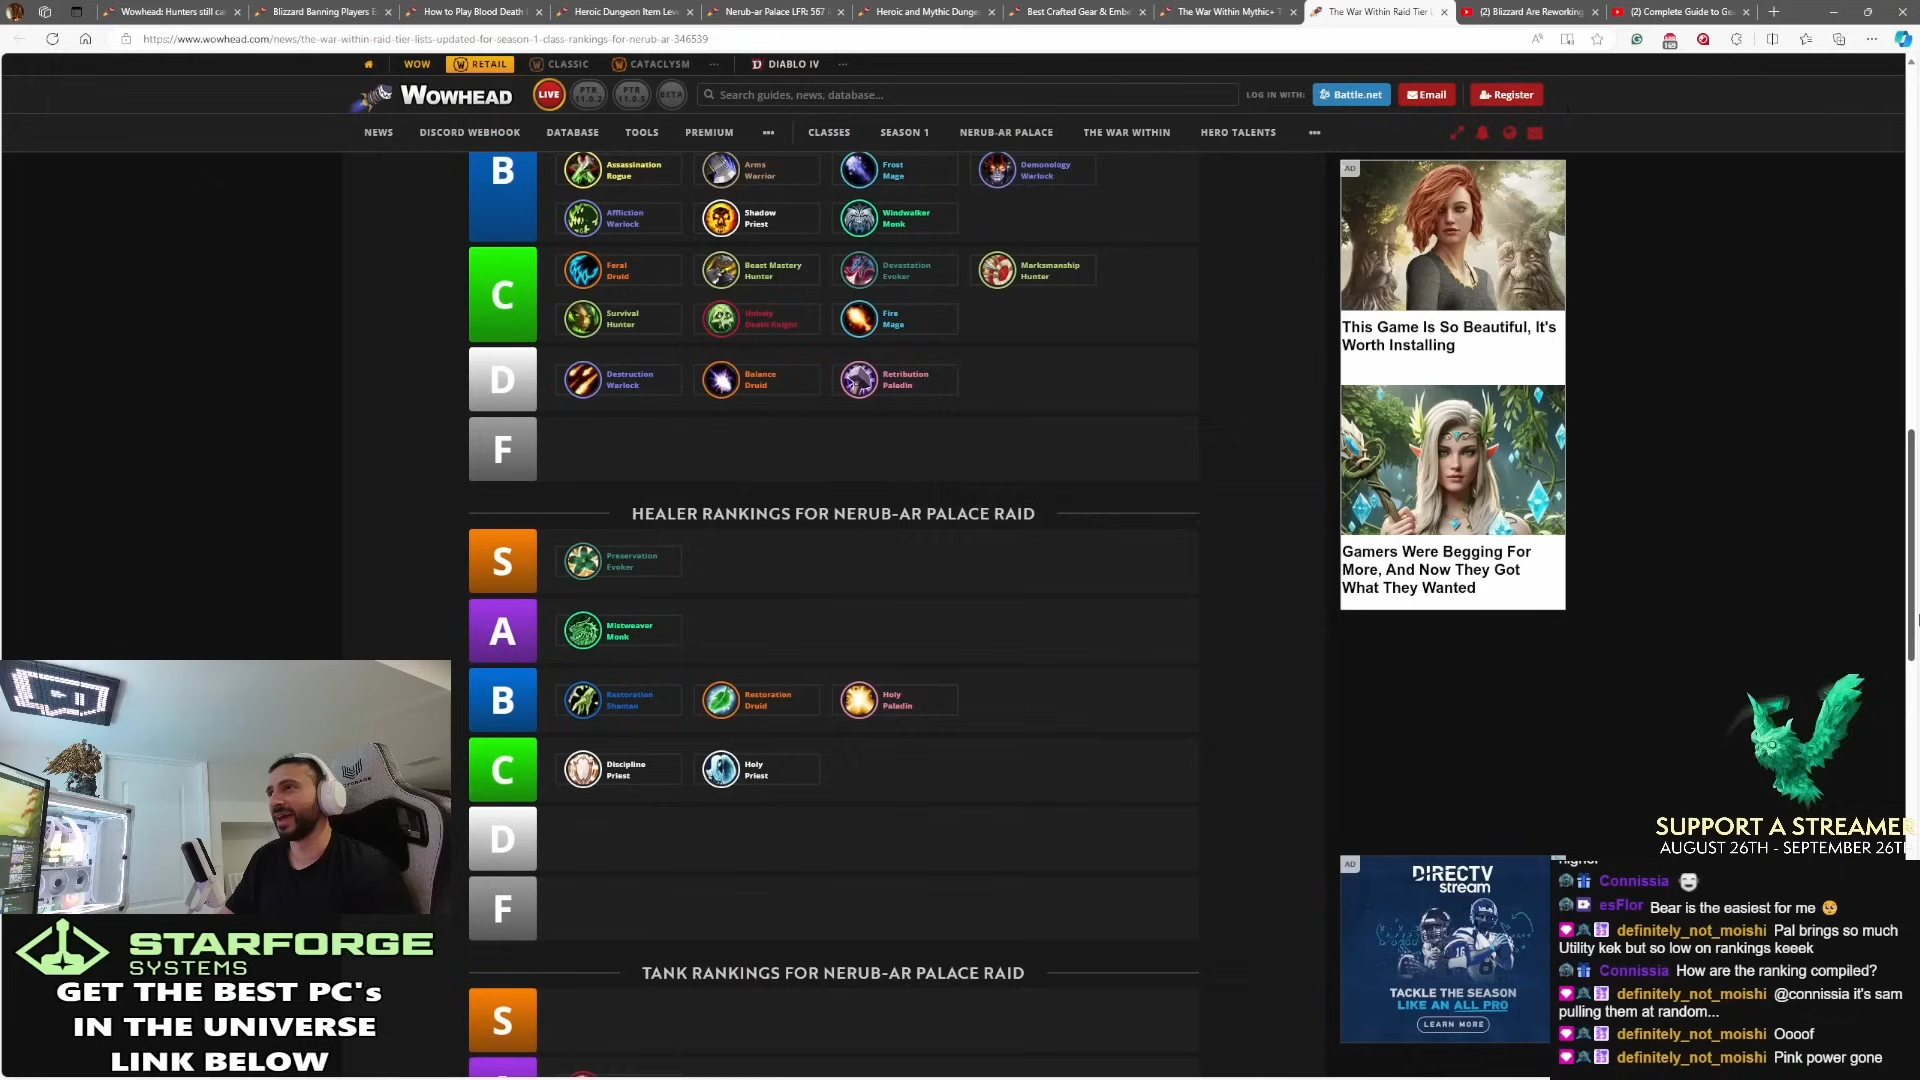 Wowhead: Hunters still ca
Blizzard Banning Players E
How to Play Blood Death
Heroic Dungeon Item Leve
Nerub-ar Palace LFR: 567
Heroic and Mythic Dunge
Best Crafted Gear & Embe
The War Within Mythic+ T
The War Within Raid Tier L
(2) Blizzard Are Reworking
(2) Complete Guide to Ge
https://www.wowhead.com/news/the-war-within-raid-tier-lists-updated-for-season-1-class-rankings-for-nerub-ar-346539
WOW RETAIL CLASSIC CATACLYSM ... DIABLO IV ...
WOWHEAD LIVE PTR 11.0.2 PTR 11.0.5 BETA Search guides, news, database... LOG IN WITH: Battle.net Email Register
NEWS DISCORD WEBHOOK DATABASE TOOLS PREMIUM ... CLASSES SEASON 1 NERUB-AR PALACE THE WAR WITHIN HERO TALENTS ...
B
Assassination Rogue
Arms Warrior
Frost Mage
Demonology Warlock
Affliction Warlock
Shadow Priest
Windwalker Monk
C
Feral Druid
Beast Mastery Hunter
Devastation Evoker
Marksmanship Hunter
Survival Hunter
Unholy Death Knight
Fire Mage
D
Destruction Warlock
Balance Druid
Retribution Paladin
F
HEALER RANKINGS FOR NERUB-AR PALACE RAID
S
Preservation Evoker
A
Mistweaver Monk
B
Restoration Shaman
Restoration Druid
Holy Paladin
C
Discipline Priest
Holy Priest
D
F
TANK RANKINGS FOR NERUB-AR PALACE RAID
S
AD
This Game Is So Beautiful, It's
Worth Installing
Gamers Were Begging For
More, And Now They Got
What They Wanted
SUPPORT A STREAMER
AUGUST 26TH - SEPTEMBER 26TH
AD
DIRECTV
stream
TACKLE THE SEASON
LIKE AN ALL PRO
LEARN MORE
Connissia
esFlor Bear is the easiest for me
definitely_not_moishi Pal brings so much
Utility kek but so low on rankings keeek
Connissia How are the ranking compiled?
definitely_not_moishi @connissia it's sam
pulling them at random...
definitely_not_moishi Oooof
definitely_not_moishi Pink power gone
STARFORGE
SYSTEMS
GET THE BEST PC's
IN THE UNIVERSE
LINK BELOW